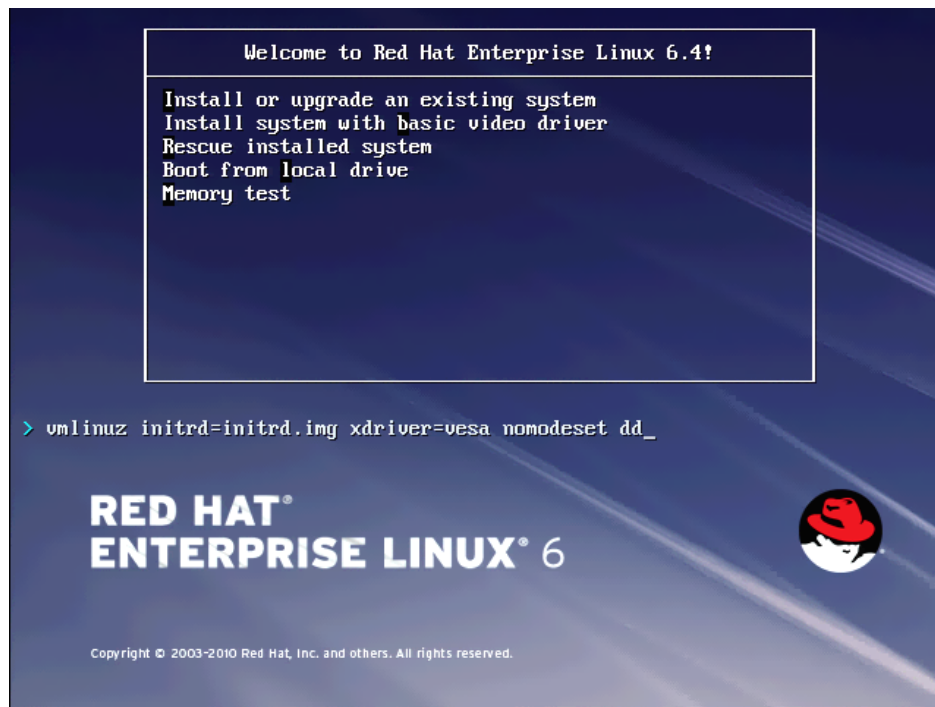 Welcome to Red Hat Enterprise Linux 6.4!
Install or upgrade an existing system
Install system with basic video driver
Rescue installed system
Boot from local drive
Memory test
> vmlinuz initrd=initrd.img xdriver=vesa nomodeset dd_
RED HAT®
ENTERPRISE LINUX® 6
Copyright © 2003-2010 Red Hat, Inc. and others. All rights reserved.